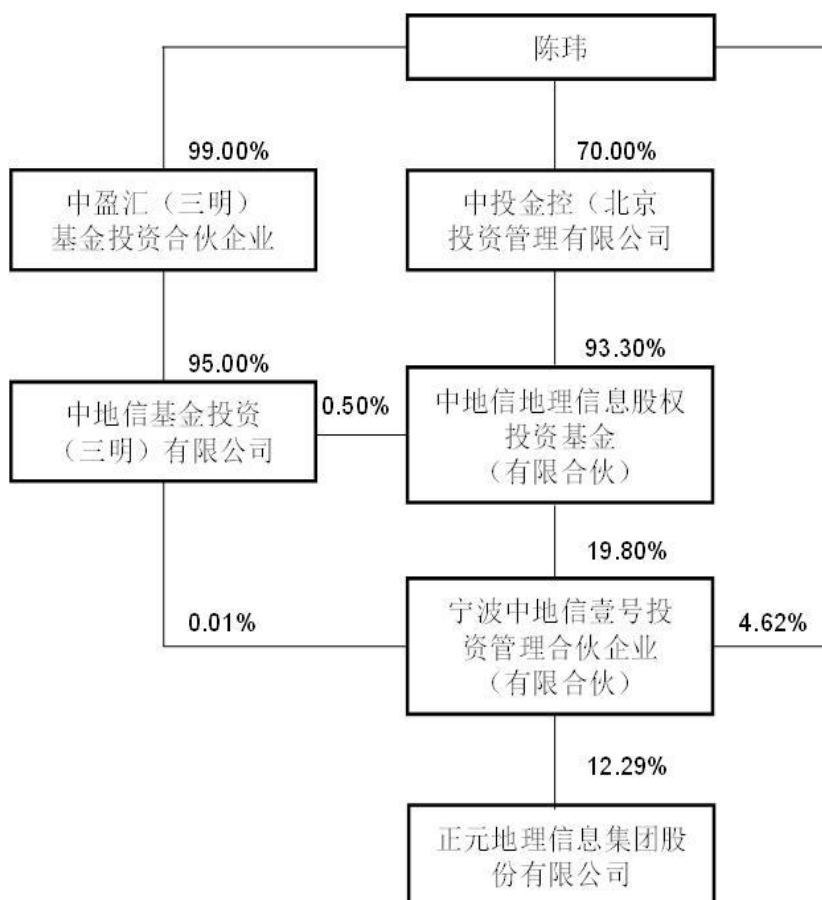 陈玮
99.00%
70.00%
中盈汇（三明）
基金投资合伙企业
中投金控（北京
投资管理有限公司
95.00%
93.30%
中地信基金投资
（三明）有限公司
0.50%
中地信地理信息股权
投资基金
（有限合伙）
19.80%
0.01%
宁波中地信壹号投
资管理合伙企业
（有限合伙）
4.62%
12.29%
正元地理信息集团股
份有限公司